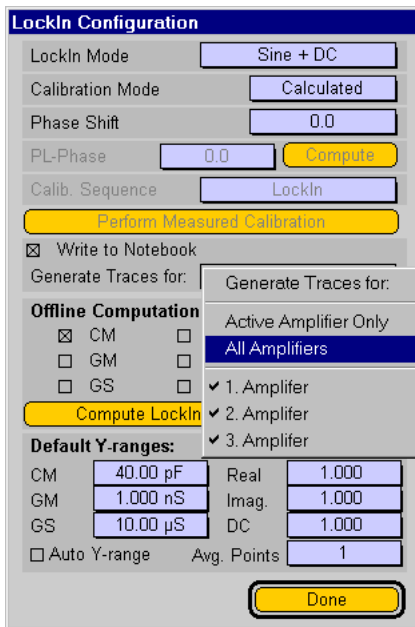 LockIn Configuration
LockIn Mode Sine + DC
Calibration Mode Calculated
Phase Shift 0.0
PL-Phase 0.0 Compute
Calib. Sequence LockIn
Perform Measured Calibration
Write to Notebook
Generate Traces for:
Generate Traces for:
Active Amplifier Only
All Amplifiers
1. Amplifer
2. Amplifer
3. Amplifer
Offline Computation
CM
GM
GS
Compute LockIn
Default Y-ranges:
CM 40.00 pF Real 1.000
GM 1.000 nS Imag. 1.000
GS 10.00 µS DC 1.000
Auto Y-range Avg. Points 1
Done